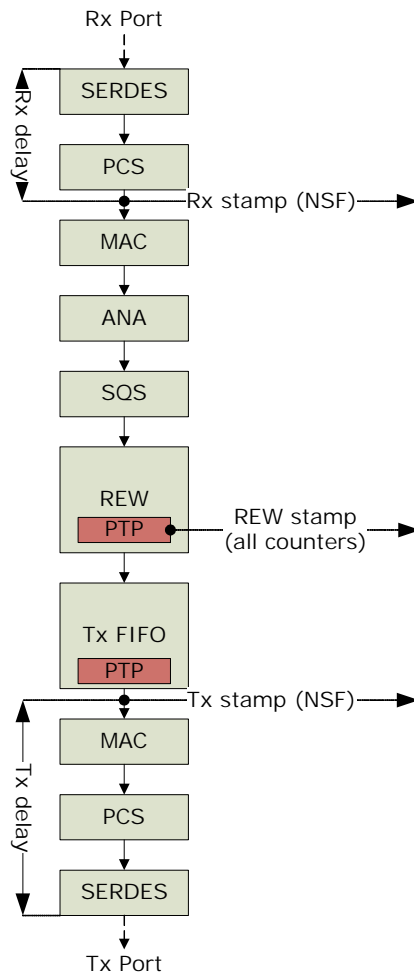 Rx Port
SERDES
Rx delay
PCS
Rx stamp (NSF)
MAC
ANA
SQS
REW
PTP
REW stamp
(all counters)
Tx FIFO
PTP
Tx stamp (NSF)
MAC
Tx delay
PCS
SERDES
Tx Port